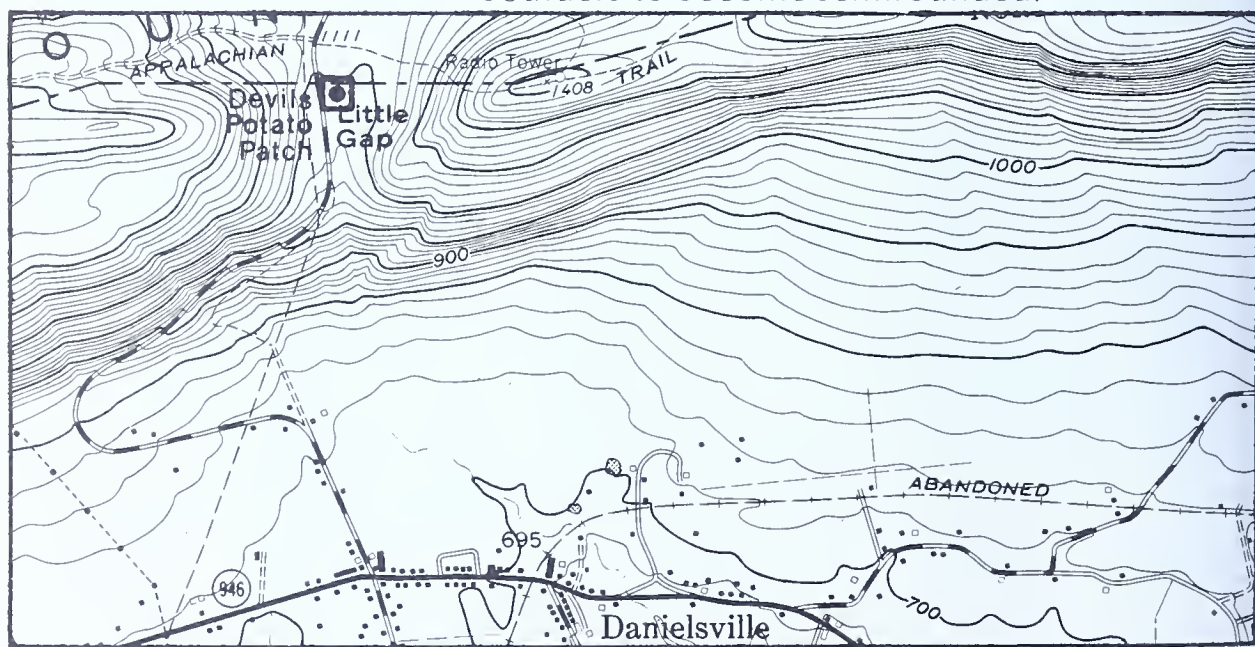 APPALACHIAN
TRAIL
Radio Tower
1408
Devils
Potato
Patch
Little
Gap
1000
900
ABANDONED
695
946
700
Danielsville